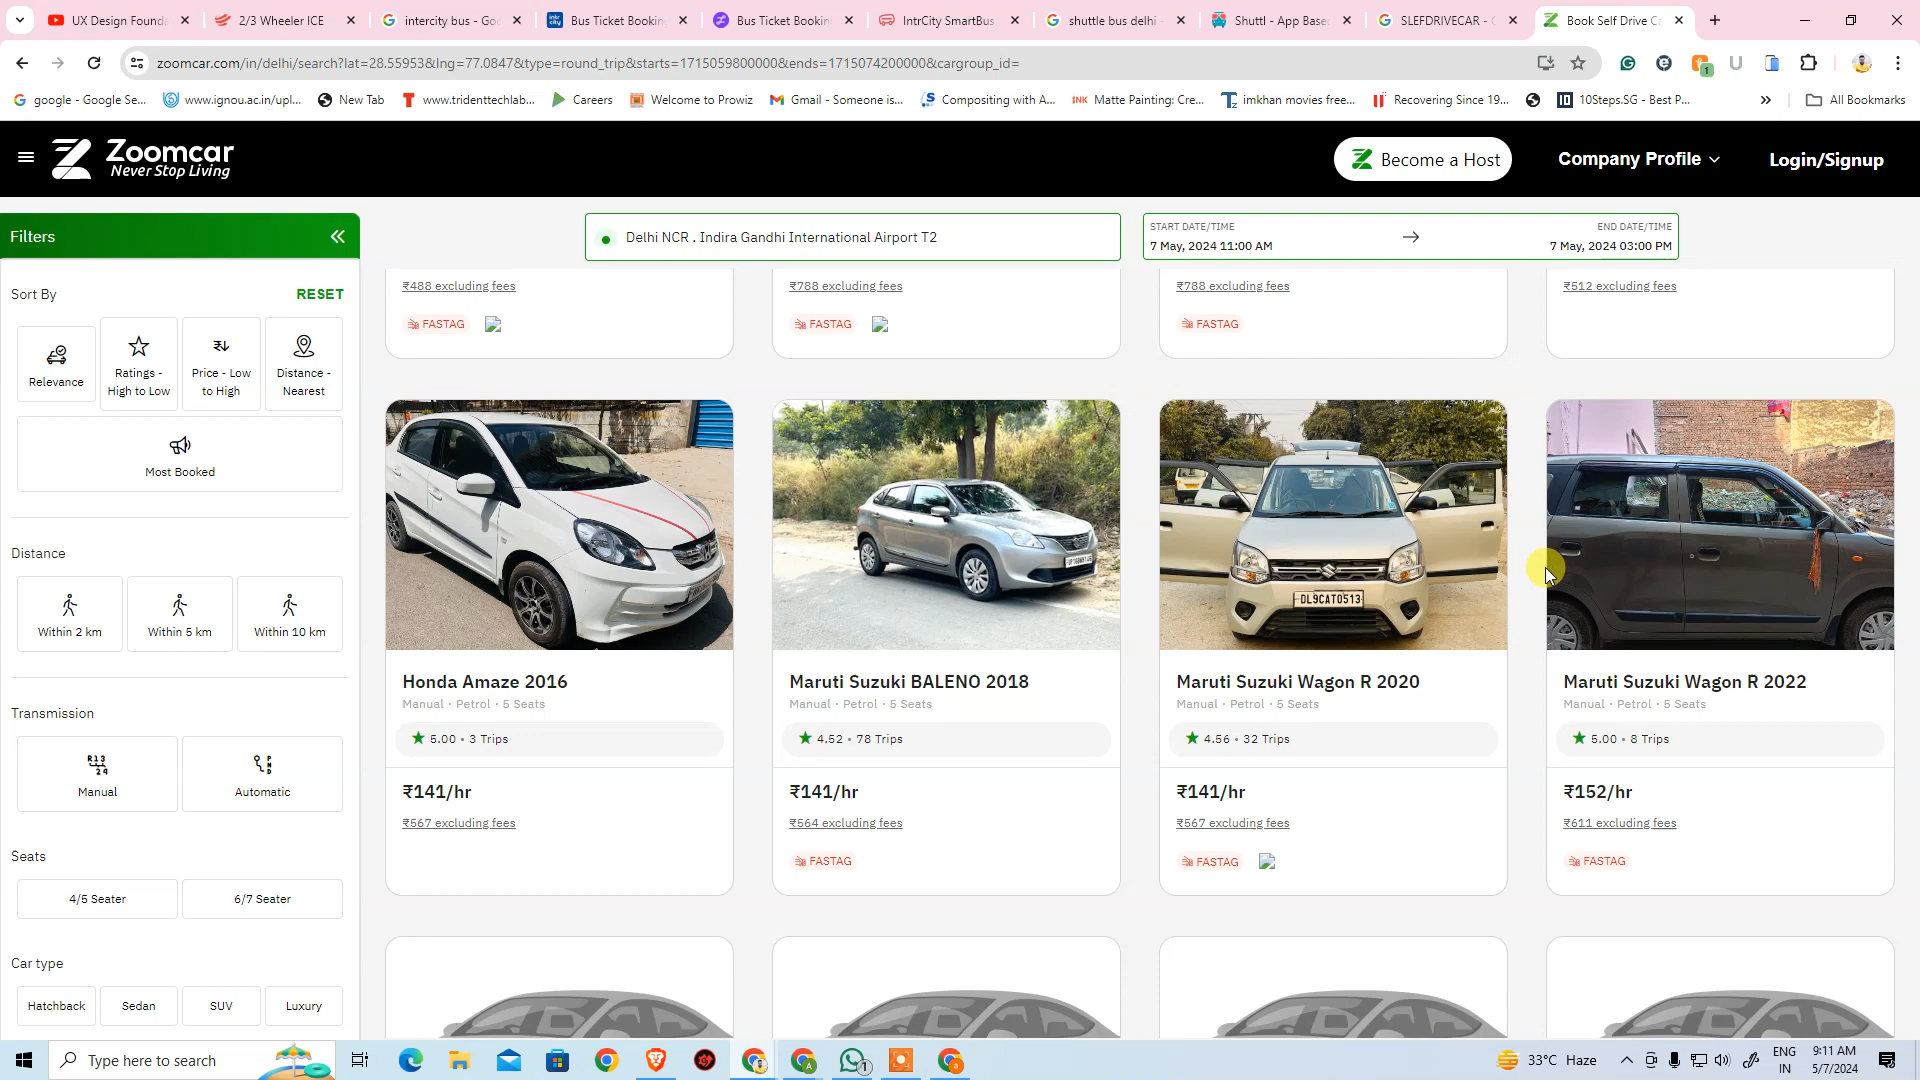 UX Design Founda
2/3 Wheeler ICE
intercity bus - Goo
Bus Ticket Bookin
Bus Ticket Bookin
IntrCity SmartBus
shuttle bus delhi -
Shuttl - App Base
SLEFDRIVECAR - G
Book Self Drive Ca
zoomcar.com/in/delhi/search?lat=28.55953&lng=77.0847&type=round_trip&starts=1715059800000&ends=1715074200000&cargroup_id=
1
google - Google Se...
www.ignou.ac.in/upl...
New Tab
www.tridenttechlab...
Careers
Welcome to Prowiz
Gmail - Someone is...
Compositing with A...
INK Matte Painting: Cre...
imkhan movies free...
Recovering Since 19...
10Steps.SG - Best P...
All Bookmarks
Zoomcar
Never Stop Living
Become a Host
Company Profile
Login/Signup
Filters
Delhi NCR . Indira Gandhi International Airport T2
START DATE/TIME
7 May, 2024 11:00 AM
END DATE/TIME
7 May, 2024 03:00 PM
Sort By
RESET
Relevance
Ratings - High to Low
Price - Low to High
Distance - Nearest
Most Booked
Distance
Within 2 km
Within 5 km
Within 10 km
Transmission
Manual
Automatic
Seats
4/5 Seater
6/7 Seater
Car type
Hatchback
Sedan
SUV
Luxury
₹488 excluding fees
₹788 excluding fees
₹788 excluding fees
₹512 excluding fees
FASTAG
FASTAG
FASTAG
DL9CAT0513
Honda Amaze 2016
Manual • Petrol • 5 Seats
5.00 • 3 Trips
₹141/hr
₹567 excluding fees
Maruti Suzuki BALENO 2018
Manual • Petrol • 5 Seats
4.52 • 78 Trips
₹141/hr
₹564 excluding fees
FASTAG
Maruti Suzuki Wagon R 2020
Manual • Petrol • 5 Seats
4.56 • 32 Trips
₹141/hr
₹567 excluding fees
FASTAG
Maruti Suzuki Wagon R 2022
Manual • Petrol • 5 Seats
5.00 • 8 Trips
₹152/hr
₹611 excluding fees
FASTAG
Type here to search
1
33°C Haze
ENG
IN
9:11 AM
5/7/2024